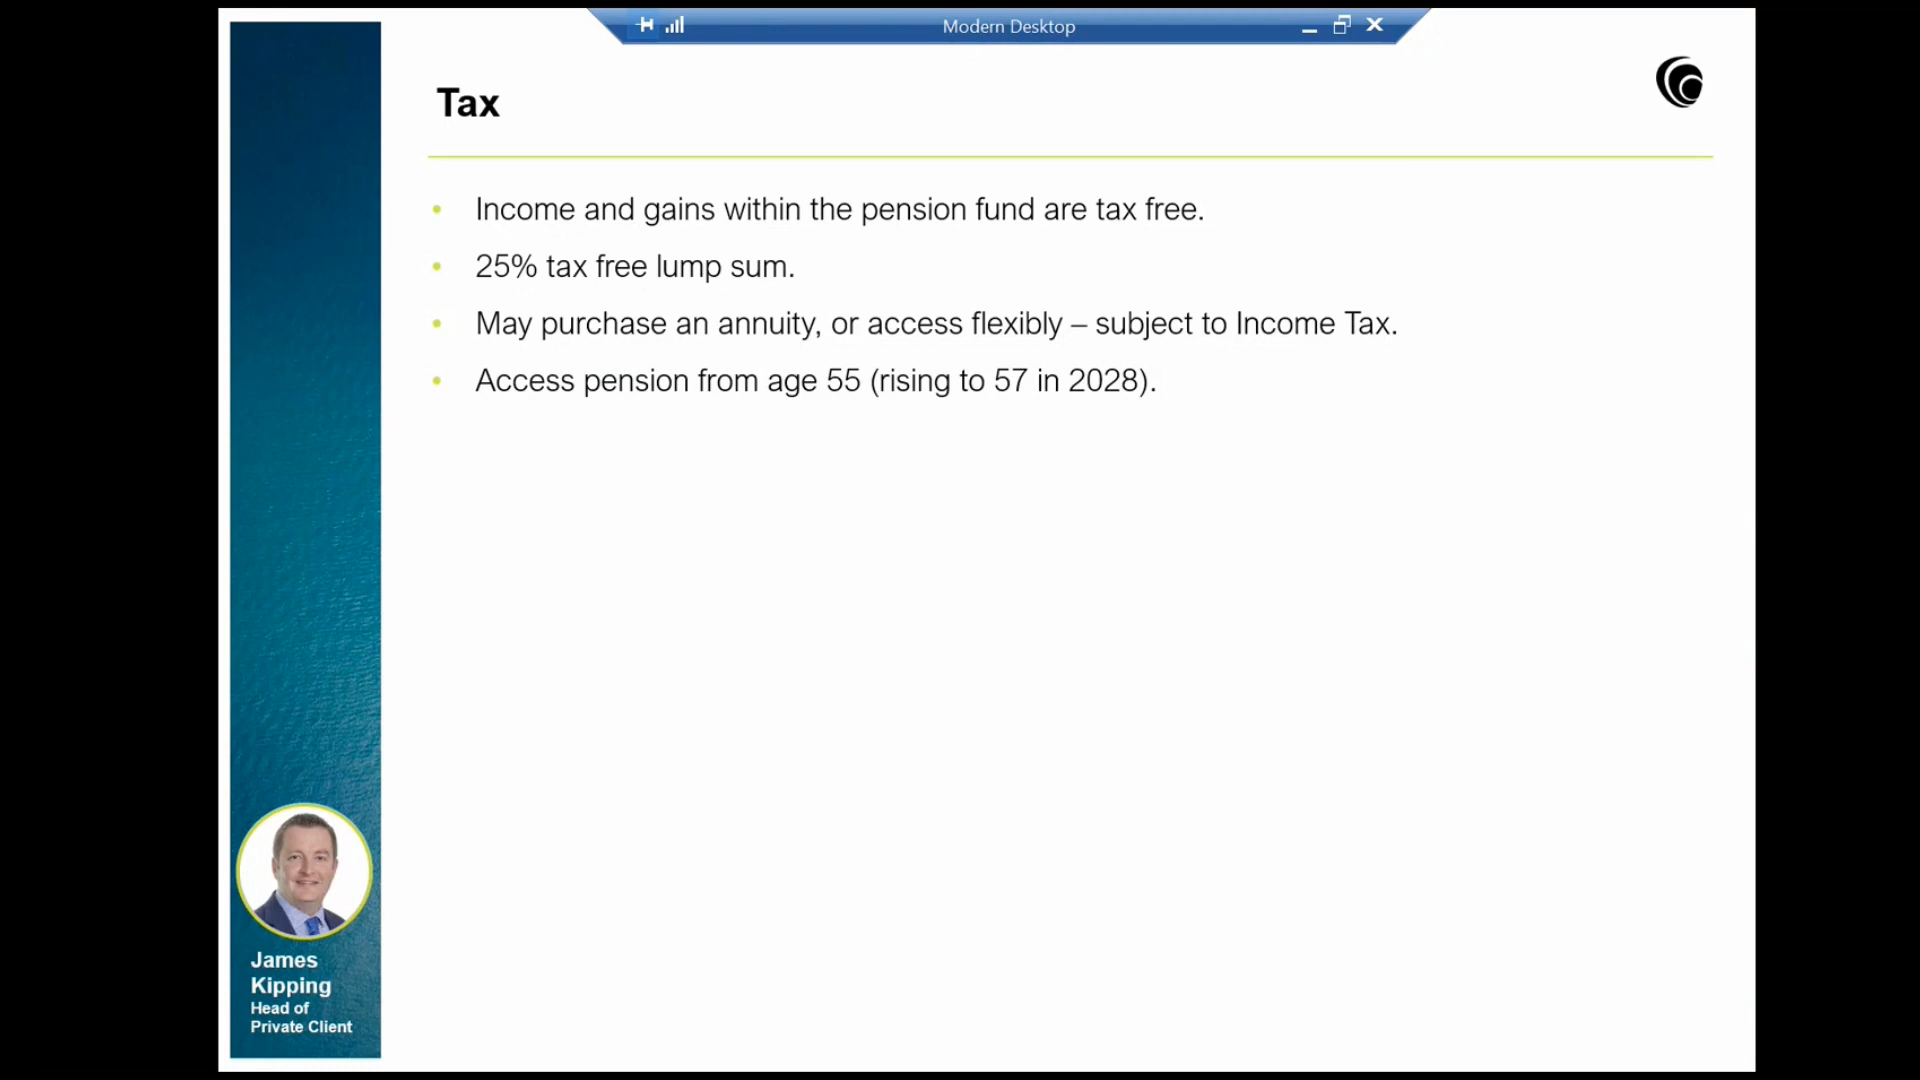 Modern Desktop
Tax
• Income and gains within the pension fund are tax free.
• 25% tax free lump sum.
• May purchase an annuity, or access flexibly – subject to Income Tax.
• Access pension from age 55 (rising to 57 in 2028).
James
Kipping
Head of
Private Client